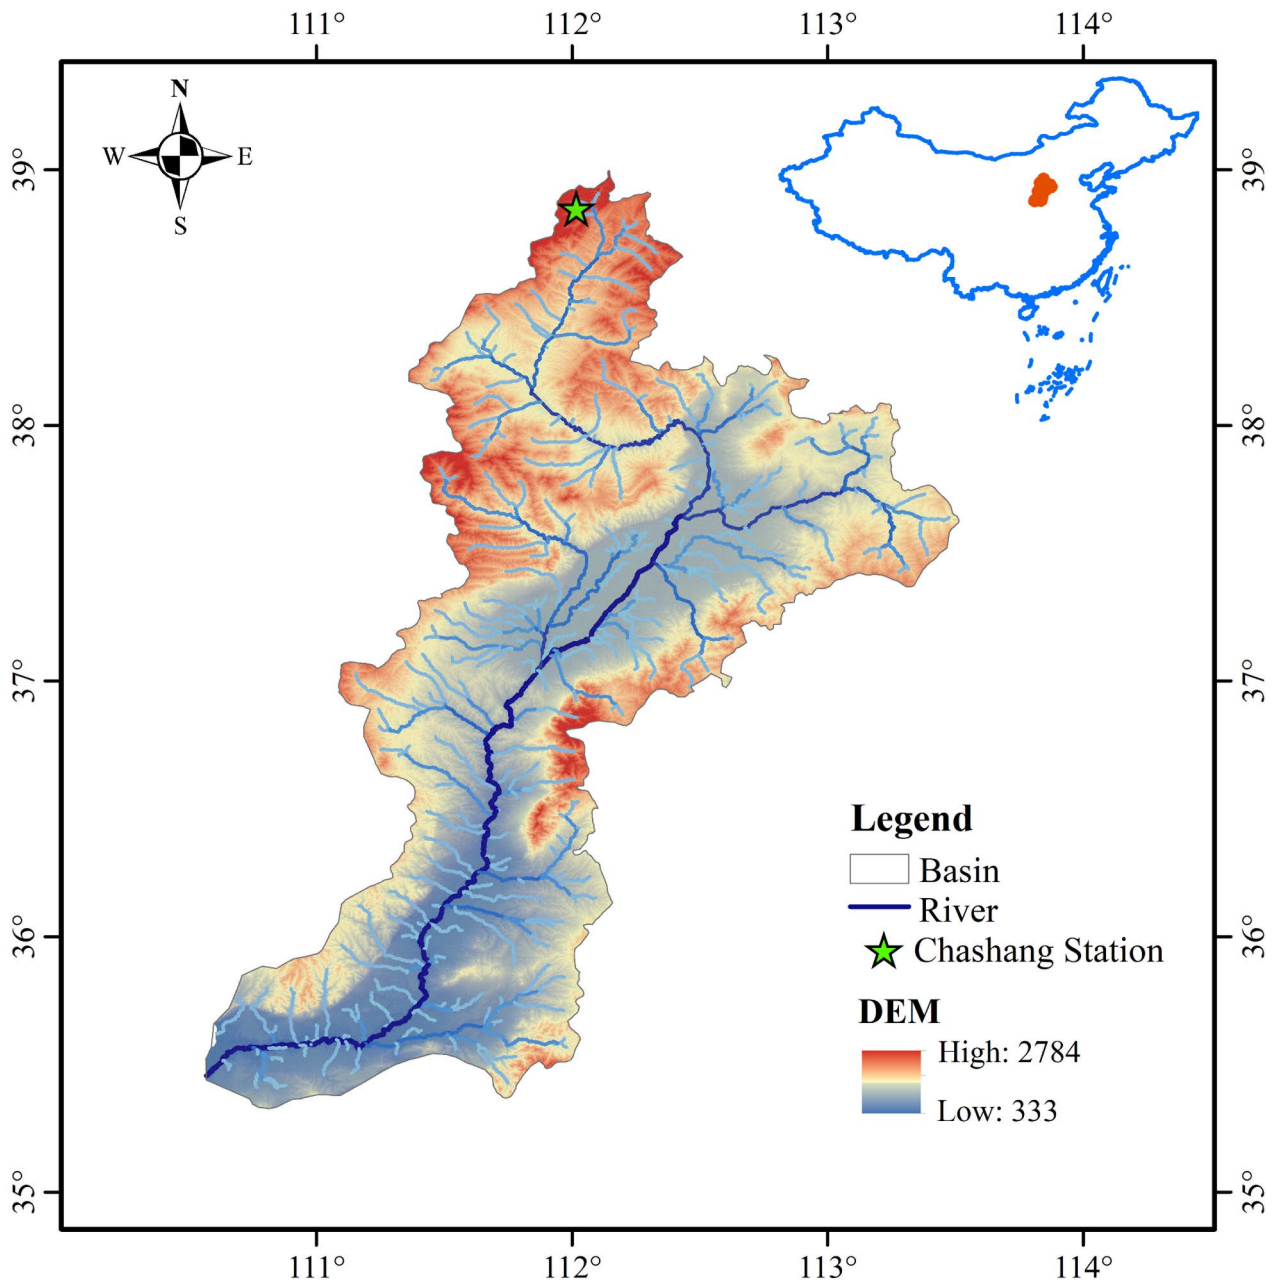 111° 112° 113° 114°
N
W E
S
39° 39°
38° 38°
37° 37°
Legend
Basin
River
Chashang Station
36° 36°
DEM
High: 2784
Low: 333
35° 35°
111° 112° 113° 114°